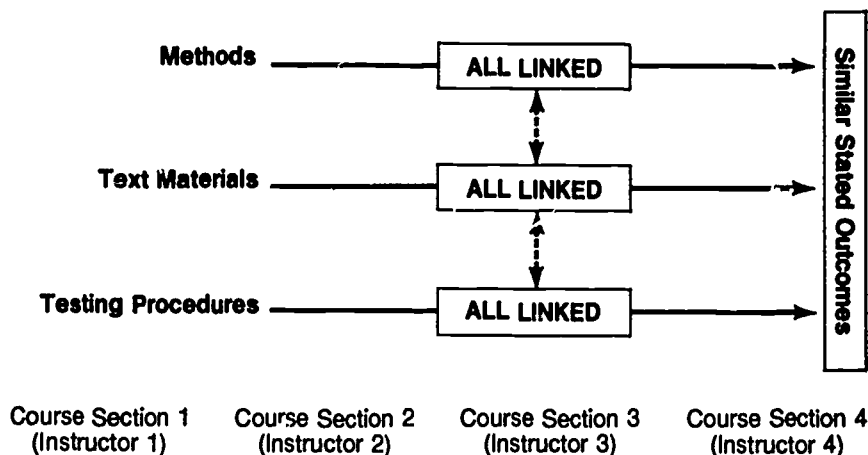 Methods
ALL LINKED
Text Materials
ALL LINKED
Testing Procedures
ALL LINKED
Similar Stated Outcomes
Course Section 1
(Instructor 1)
Course Section 2
(Instructor 2)
Course Section 3
(Instructor 3)
Course Section 4
(Instructor 4)